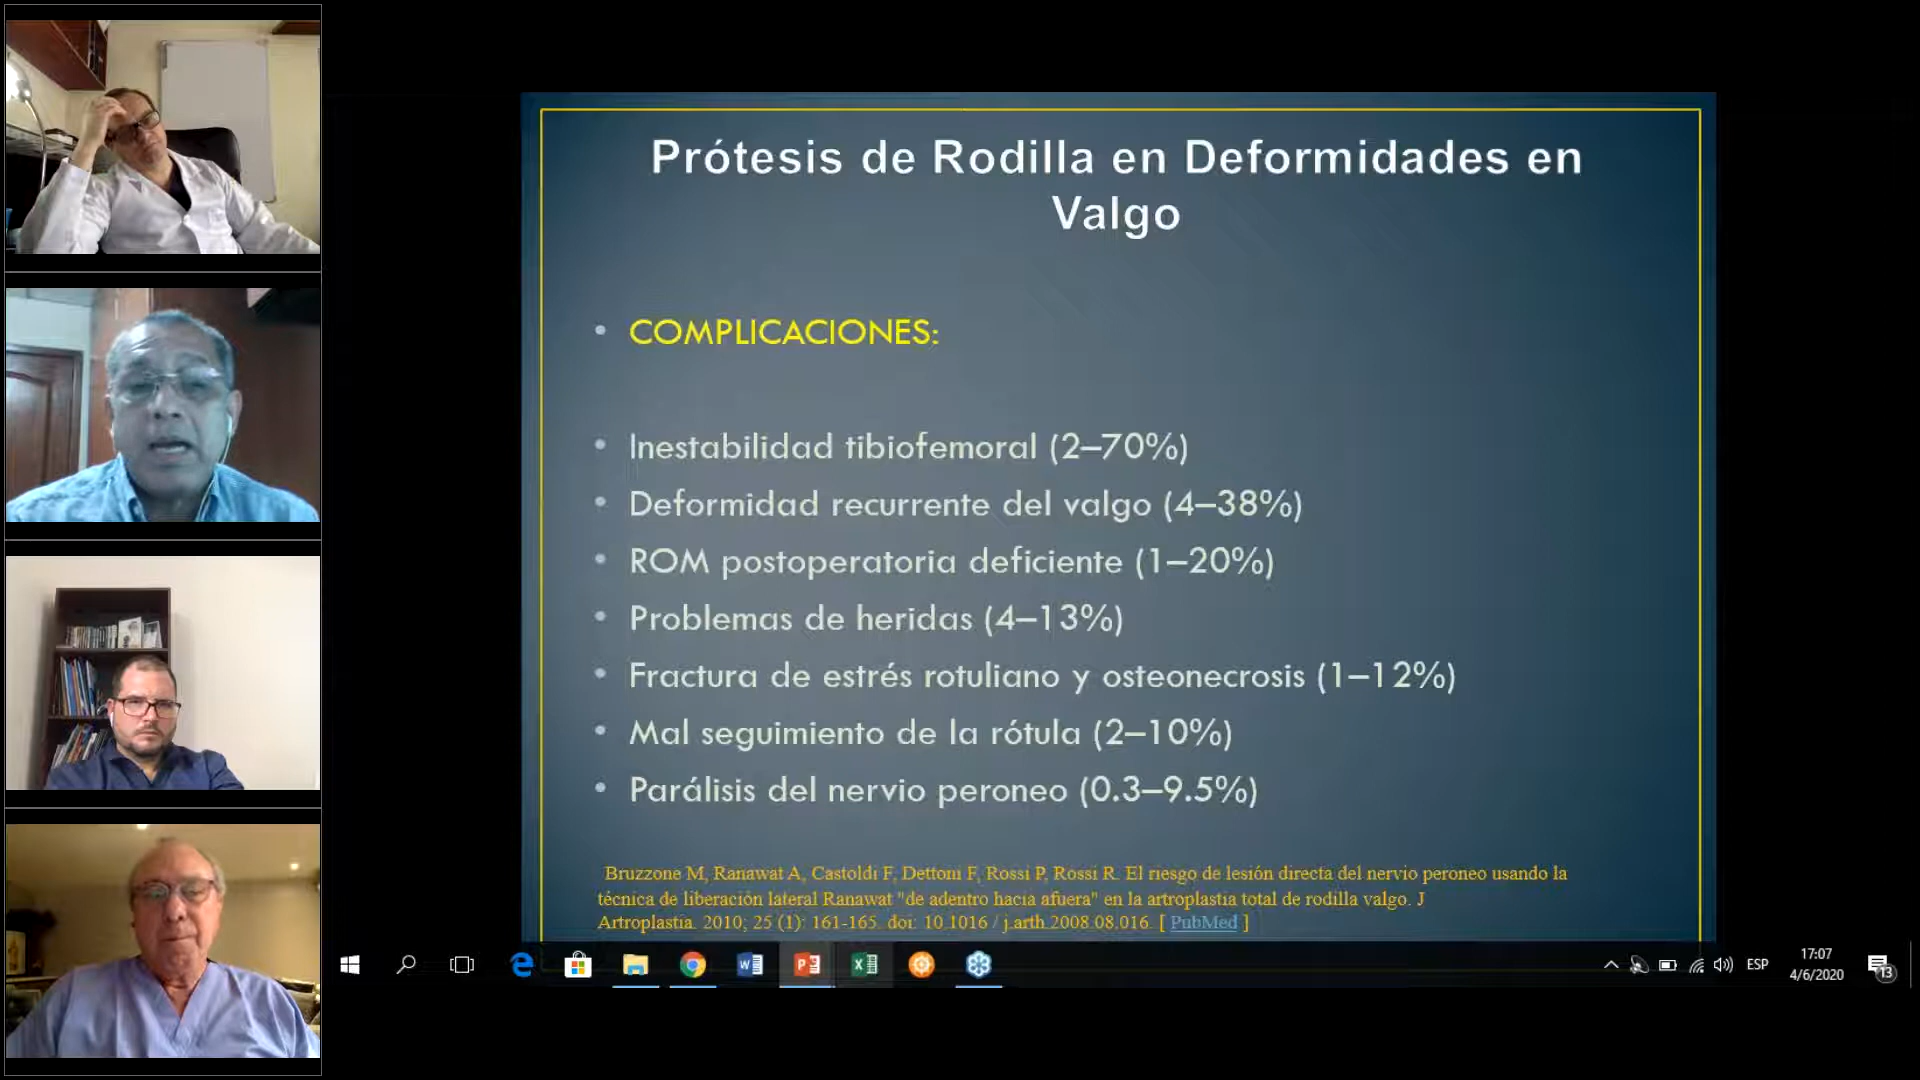 Prótesis de Rodilla en Deformidades en
Valgo
• COMPLICACIONES:
• Inestabilidad tibiofemoral (2–70%)
• Deformidad recurrente del valgo (4–38%)
• ROM postoperatoria deficiente (1–20%)
• Problemas de heridas (4–13%)
• Fractura de estrés rotuliano y osteonecrosis (1–12%)
• Mal seguimiento de la rótula (2–10%)
• Parálisis del nervio peroneo (0.3–9.5%)
Bruzzone M, Ranawat A, Castoldi F, Dettoni F, Rossi P, Rossi R. El riesgo de lesión directa del nervio peroneo usando la
técnica de liberación lateral Ranawat "de adentro hacia afuera" en la artroplastia total de rodilla valgo. J
Artroplastia. 2010; 25 (1): 161-165. doi: 10.1016 / j.arth.2008.08.016. [ PubMed ]
ESP
17:07
4/6/2020
13